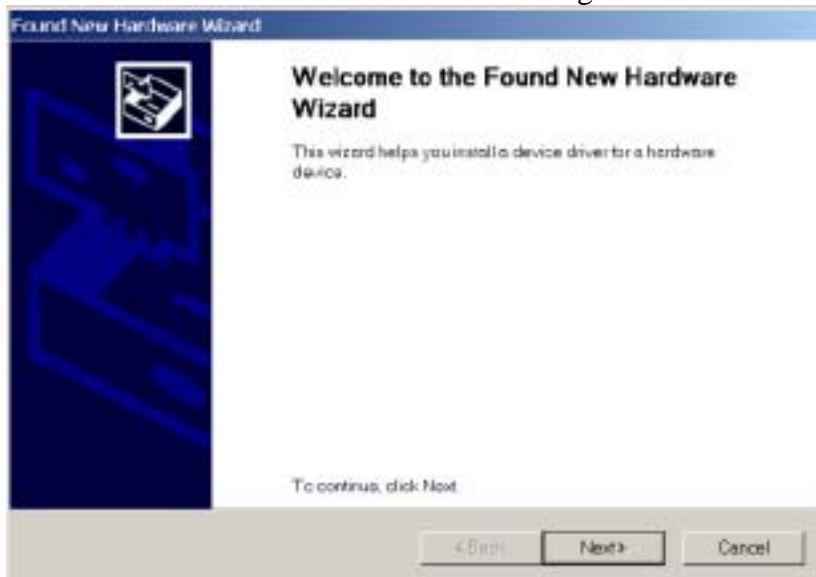 Found New Hardware Wizard
Welcome to the Found New Hardware
Wizard
This wizard helps you install a device driver for a hardware
device.
To continue, click Next
< Back
Next >
Cancel